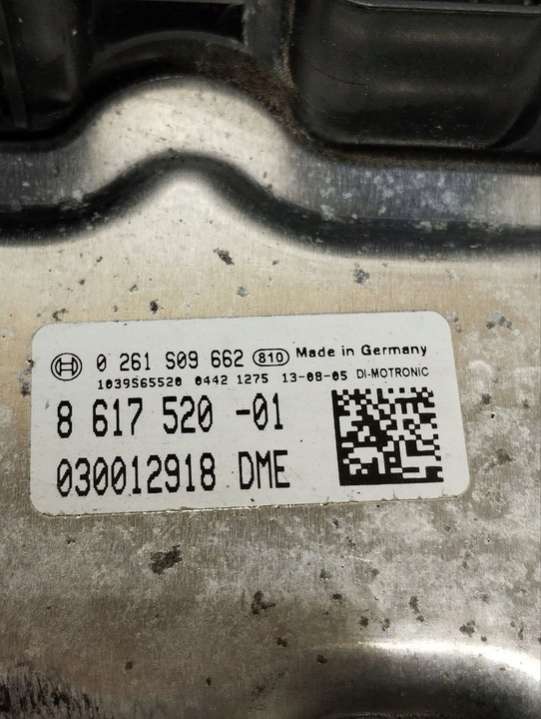 0 261 S09 662 810 Made in Germany
1039S65520 0442 1275 13-08-05 DI-MOTRONIC
8 617 520 -01
030012918 DME